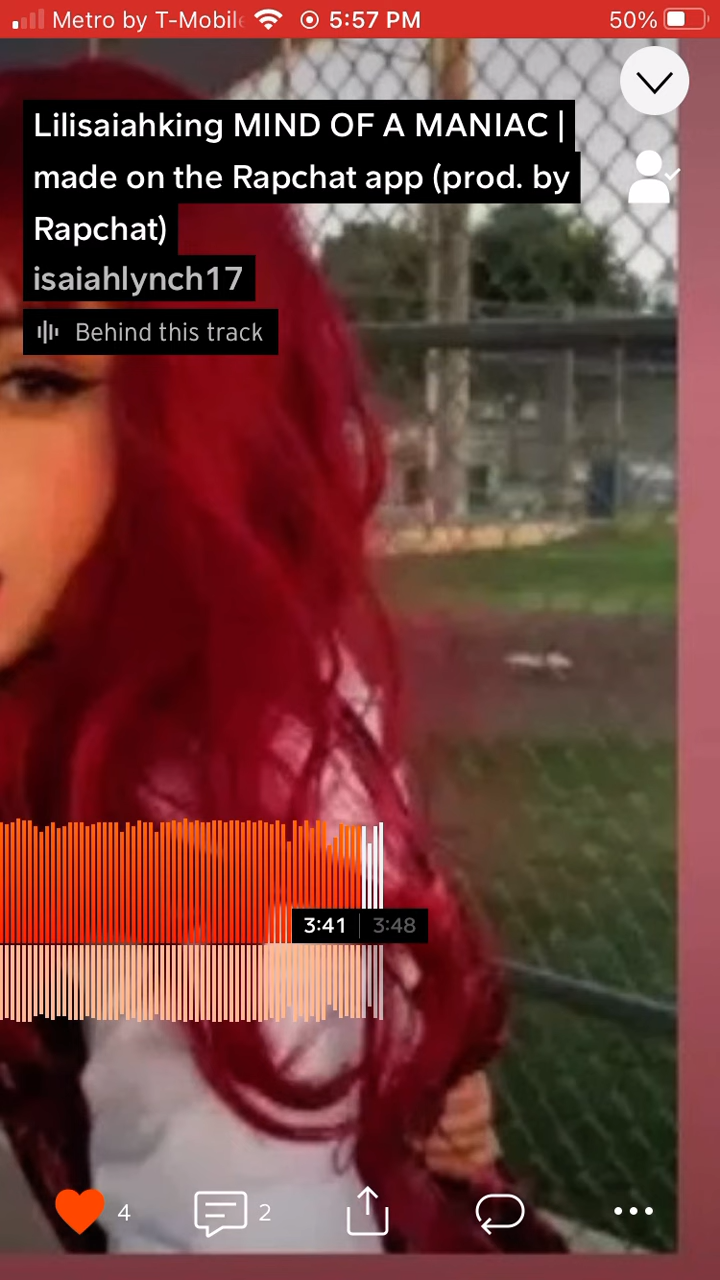 Metro by T-Mobil
5:57 PM
50%
Lilisaiahking MIND OF A MANIAC |
made on the Rapchat app (prod. by
Rapchat)
isaiahlynch17
Behind this track
3:41 | 3:48
4
2